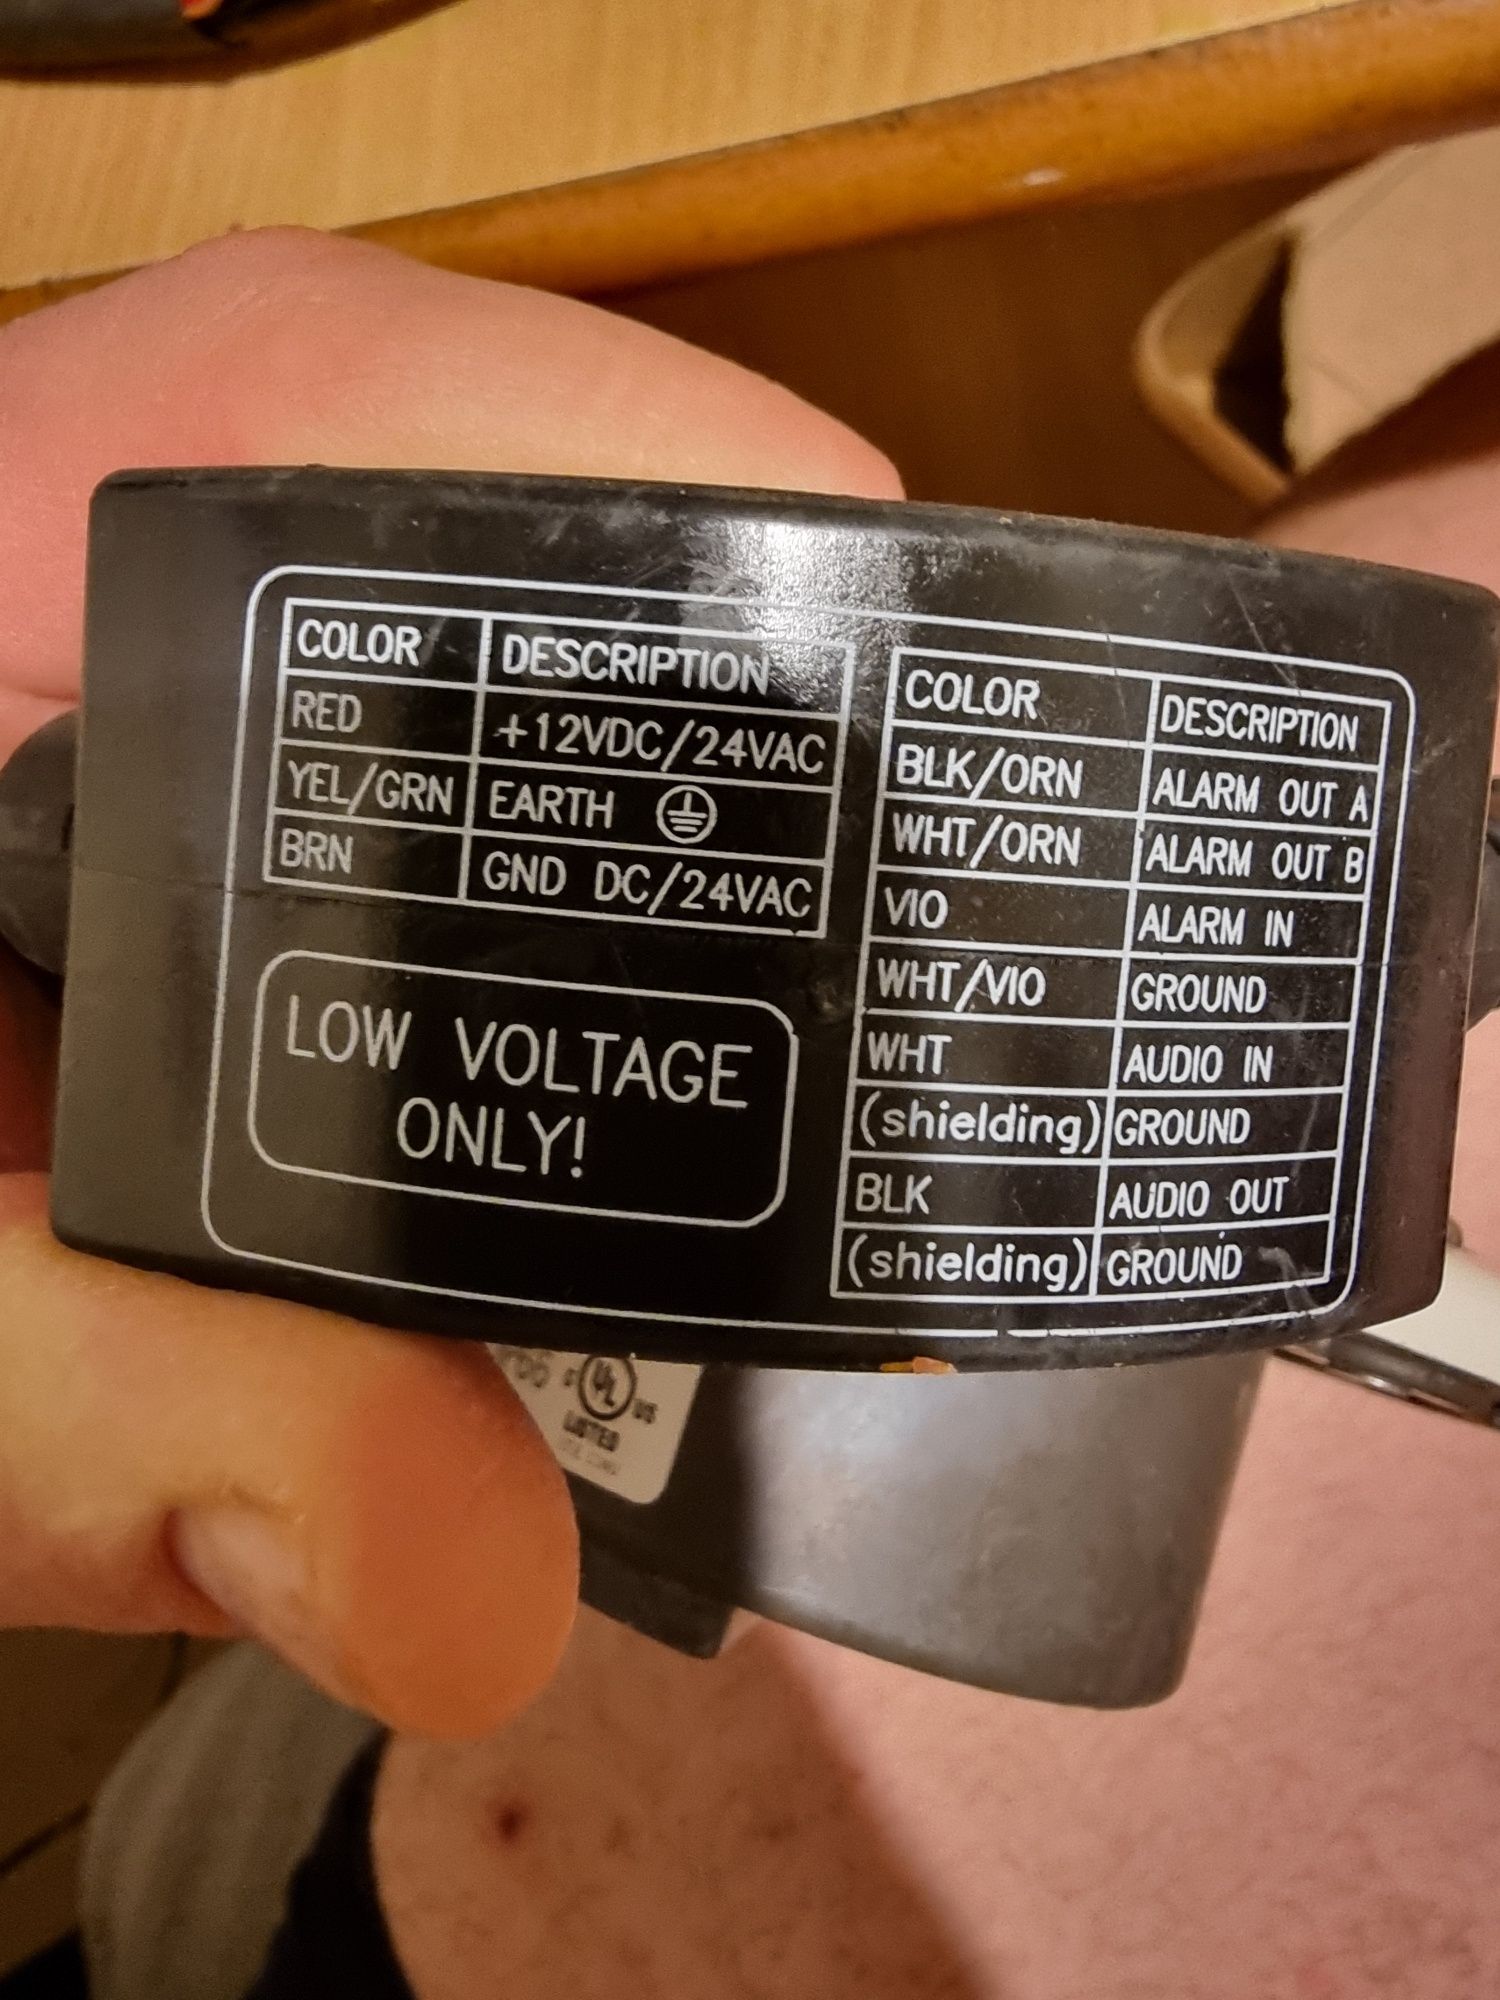 COLOR DESCRIPTION
RED +12VDC/24VAC
YEL/GRN EARTH
BRN GND DC/24VAC
LOW VOLTAGE
ONLY!
COLOR DESCRIPTION
BLK/ORN ALARM OUT A
WHT/ORN ALARM OUT B
VIO ALARM IN
WHT/VIO GROUND
WHT AUDIO IN
(shielding) GROUND
BLK AUDIO OUT
(shielding) GROUND
c UL US
LISTED